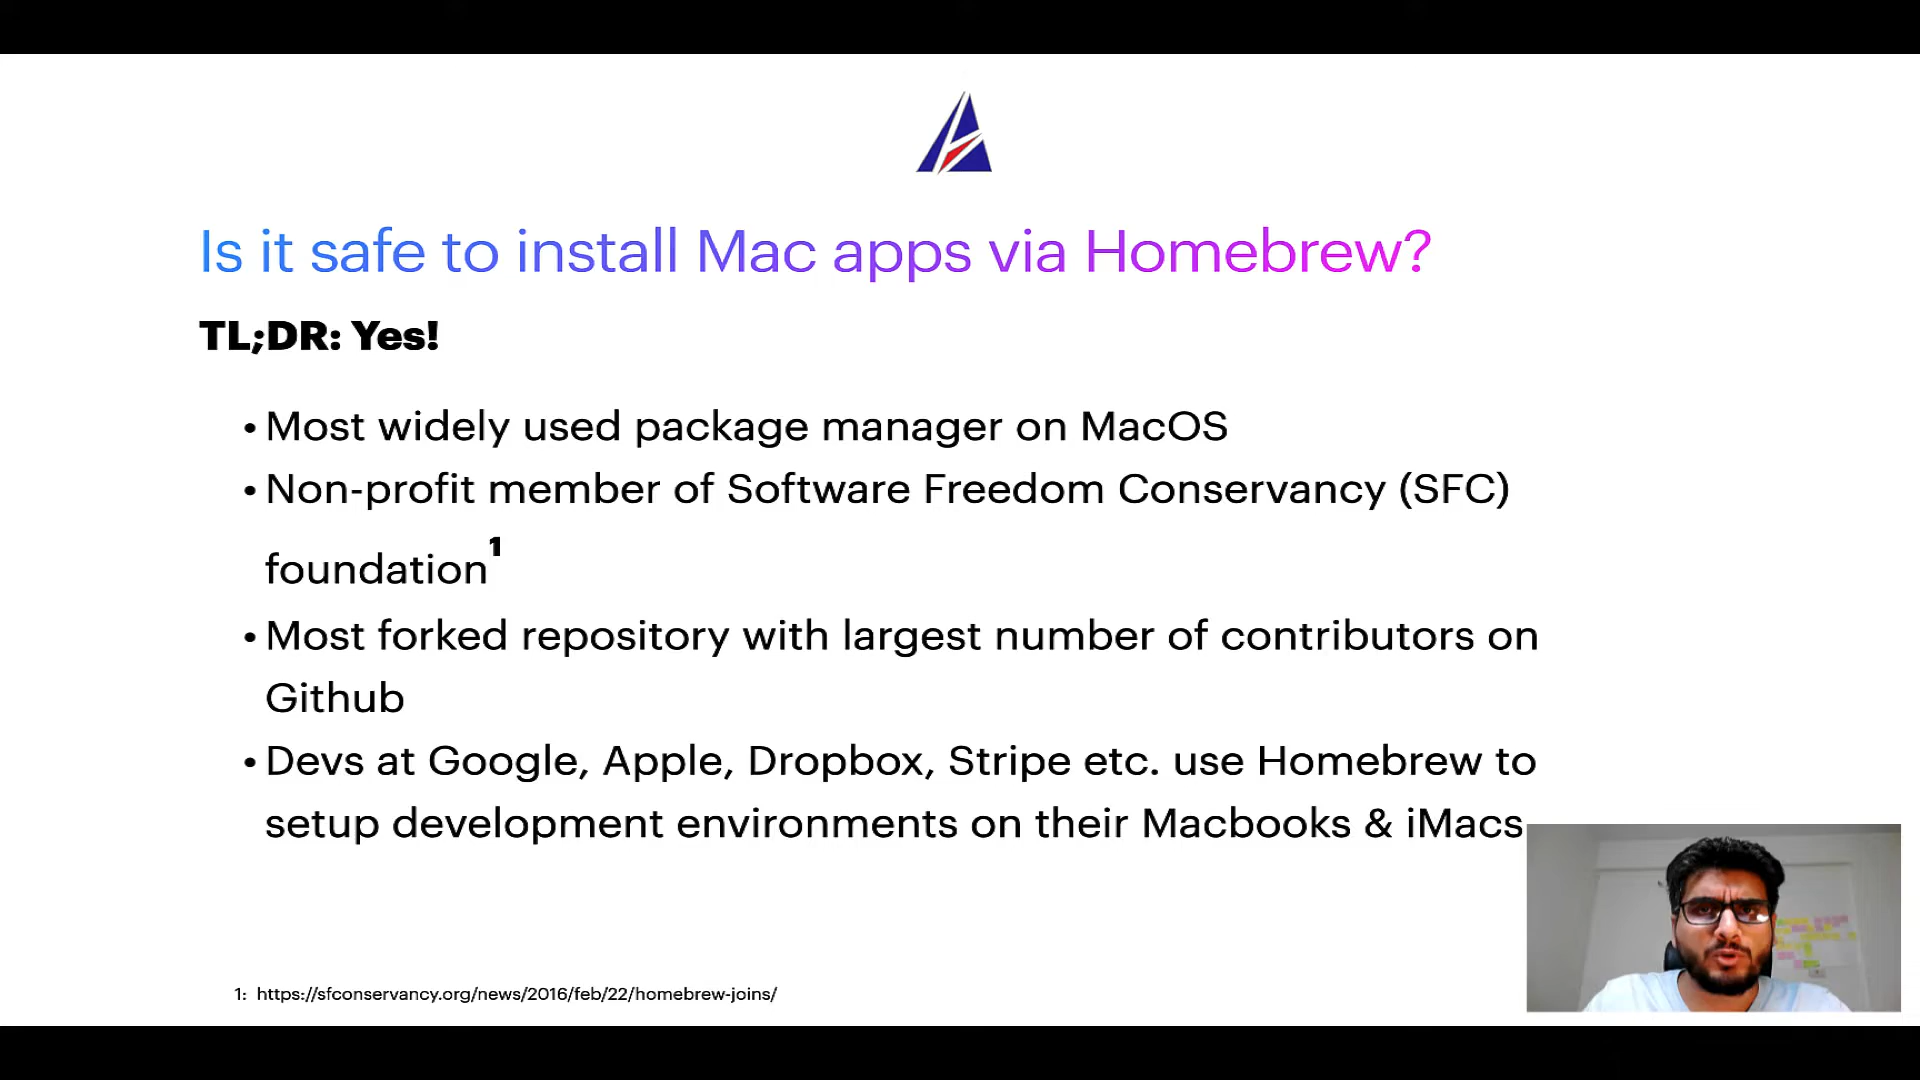 Is it safe to install Mac apps via Homebrew?
TL;DR: Yes!
• Most widely used package manager on MacOS
• Non-profit member of Software Freedom Conservancy (SFC)
foundation1
• Most forked repository with largest number of contributors on
Github
• Devs at Google, Apple, Dropbox, Stripe etc. use Homebrew to
setup development environments on their Macbooks & iMacs
1: https://sfconservancy.org/news/2016/feb/22/homebrew-joins/